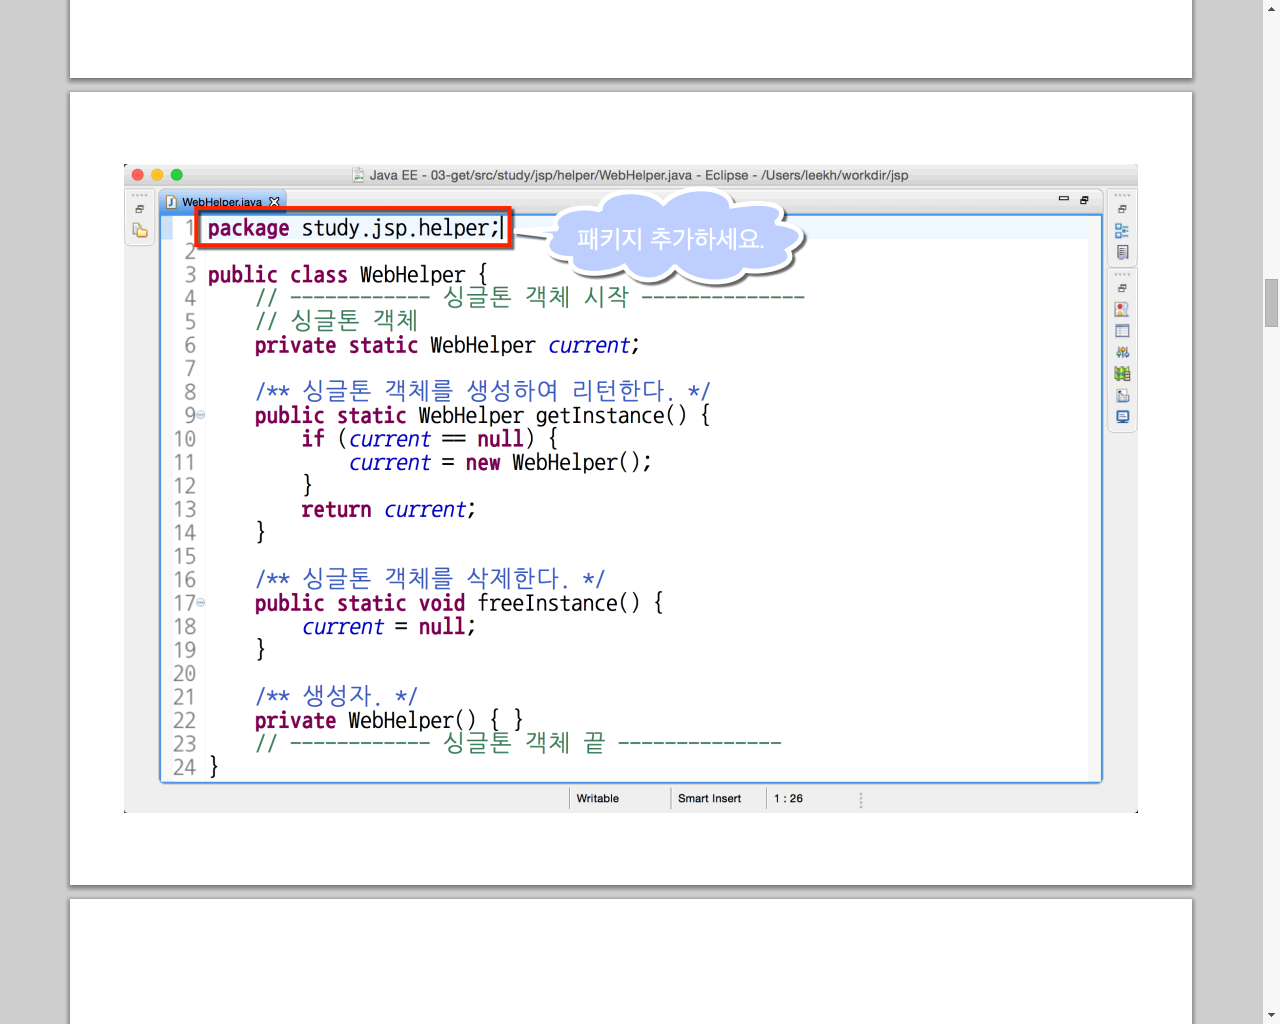 Java EE - 03-get/src/study/jsp/helper/WebHelper.java - Eclipse - /Users/leekh/workdir/jsp
WebHelper.java
1 package study.jsp.helper;
패키지 추가하세요.
2
3 public class WebHelper {
4 // ------------ 싱글톤 객체 시작 --------------
5 // 싱글톤 객체
6 private static WebHelper current;
7
8 /** 싱글톤 객체를 생성하여 리턴한다. */
9 public static WebHelper getInstance() {
10 if (current == null) {
11 current = new WebHelper();
12 }
13 return current;
14 }
15
16 /** 싱글톤 객체를 삭제한다. */
17 public static void freeInstance() {
18 current = null;
19 }
20
21 /** 생성자. */
22 private WebHelper() { }
23 // ------------ 싱글톤 객체 끝 --------------
24 }
Writable Smart Insert 1 : 26